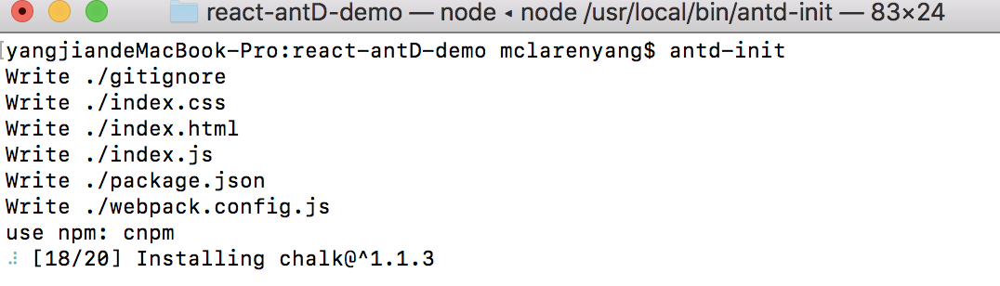 react-antD-demo — node ◂ node /usr/local/bin/antd-init — 83×24
[yangjiandeMacBook-Pro:react-antD-demo mclarenyang$ antd-init
Write ./gitignore
Write ./index.css
Write ./index.html
Write ./index.js
Write ./package.json
Write ./webpack.config.js
use npm: cnpm
⠼ [18/20] Installing chalk@^1.1.3